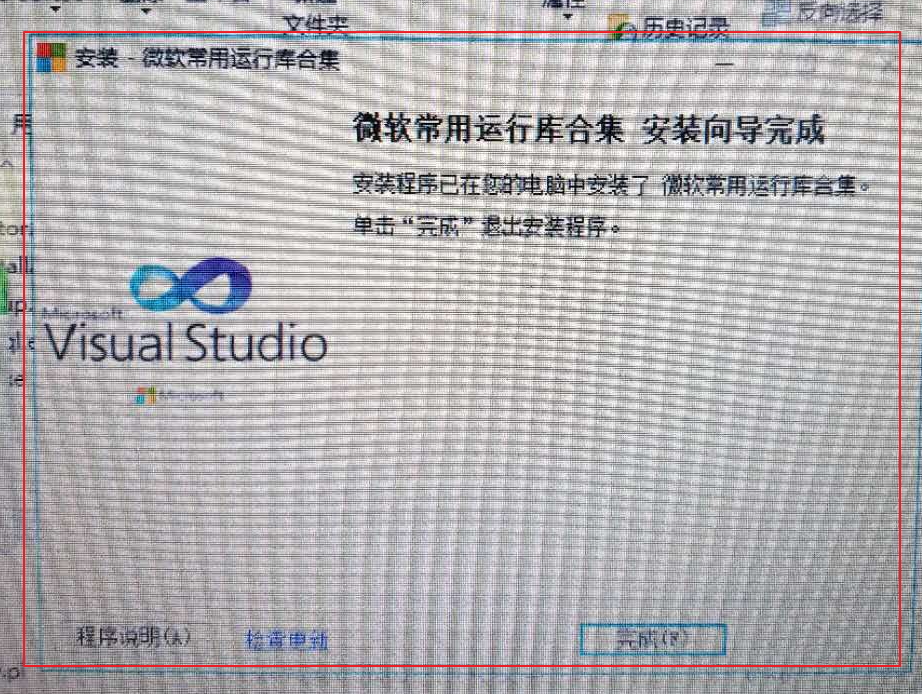 文件夹
属性
历史记录
反向选择
安装 - 微软常用运行库合集
微软常用运行库合集 安装向导完成
安装程序已在您的电脑中安装了 微软常用运行库合集。
单击“完成”退出安装程序。
Microsoft
Visual Studio
Microsoft
程序说明(A)
检查更新
完成(F)